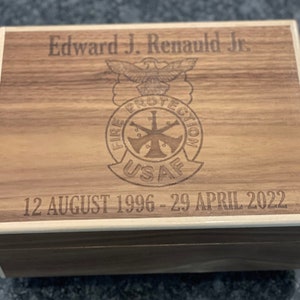 Edward J. Renauld Jr.
FIRE PROTECTION
USAF
12 AUGUST 1996 - 29 APRIL 2022